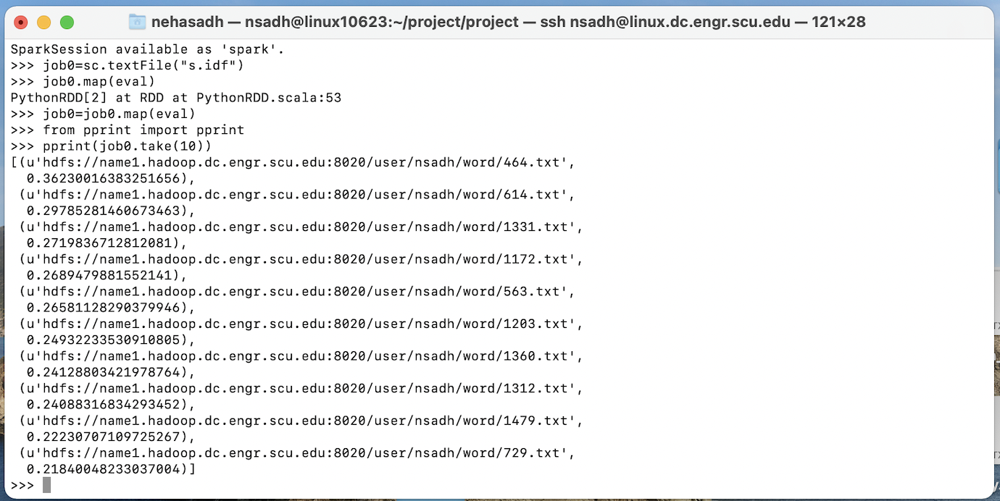 nehasadh — nsadh@linux10623:~/project/project — ssh nsadh@linux.dc.engr.scu.edu — 121×28
SparkSession available as 'spark'.
>>> job0=sc.textFile("s.idf")
>>> job0.map(eval)
PythonRDD[2] at RDD at PythonRDD.scala:53
>>> job0=job0.map(eval)
>>> from pprint import pprint
>>> pprint(job0.take(10))
[(u'hdfs://name1.hadoop.dc.engr.scu.edu:8020/user/nsadh/word/464.txt',
  0.36230016383251656),
 (u'hdfs://name1.hadoop.dc.engr.scu.edu:8020/user/nsadh/word/614.txt',
  0.29785281460673463),
 (u'hdfs://name1.hadoop.dc.engr.scu.edu:8020/user/nsadh/word/1331.txt',
  0.2719836712812081),
 (u'hdfs://name1.hadoop.dc.engr.scu.edu:8020/user/nsadh/word/1172.txt',
  0.2689479881552141),
 (u'hdfs://name1.hadoop.dc.engr.scu.edu:8020/user/nsadh/word/563.txt',
  0.26581128290379946),
 (u'hdfs://name1.hadoop.dc.engr.scu.edu:8020/user/nsadh/word/1203.txt',
  0.24932233530910805),
 (u'hdfs://name1.hadoop.dc.engr.scu.edu:8020/user/nsadh/word/1360.txt',
  0.24128803421978764),
 (u'hdfs://name1.hadoop.dc.engr.scu.edu:8020/user/nsadh/word/1312.txt',
  0.24088316834293452),
 (u'hdfs://name1.hadoop.dc.engr.scu.edu:8020/user/nsadh/word/1479.txt',
  0.22230707109725267),
 (u'hdfs://name1.hadoop.dc.engr.scu.edu:8020/user/nsadh/word/729.txt',
  0.21840048233037004)]
>>>